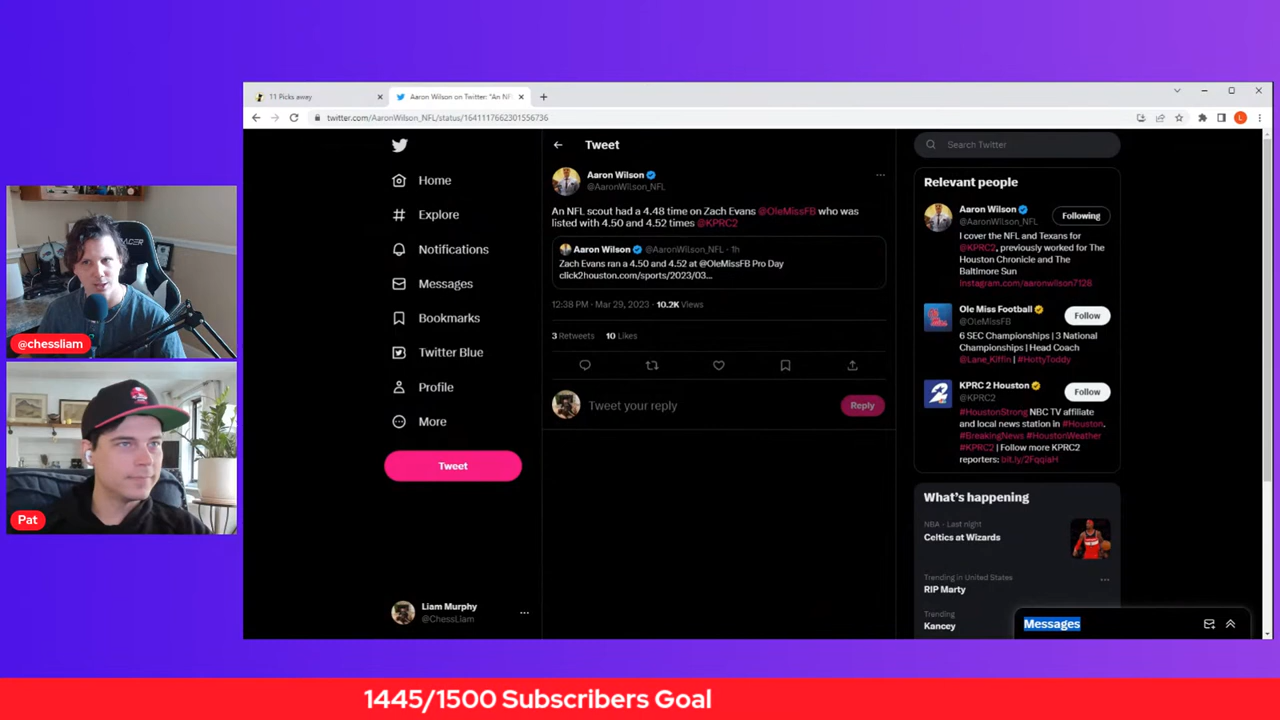 11 Picks away
Aaron Wilson on Twitter: "An NF
twitter.com/AaronWilson_NFL/status/1641117662301556736
Home
Explore
Notifications
Messages
Bookmarks
Twitter Blue
Profile
More
Tweet
Liam Murphy
@ChessLiam
Tweet
Aaron Wilson
@AaronWilson_NFL
An NFL scout had a 4.48 time on Zach Evans @OleMissFB who was
listed with 4.50 and 4.52 times @KPRC2
Aaron Wilson @AaronWilson_NFL · 1h
Zach Evans ran a 4.50 and 4.52 at @OleMissFB Pro Day
click2houston.com/sports/2023/03...
12:38 PM · Mar 29, 2023 · 10.2K Views
3 Retweets 10 Likes
Tweet your reply
Reply
Search Twitter
Relevant people
Aaron Wilson
@AaronWilson_NFL
Following
I cover the NFL and Texans for
@KPRC2, previously worked for The
Houston Chronicle and The
Baltimore Sun
Instagram.com/aaronwilson7128
Ole Miss Football
@OleMissFB
Follow
6 SEC Championships | 3 National
Championships | Head Coach
@Lane_Kiffin | #HottyToddy
KPRC 2 Houston
@KPRC2
Follow
#HoustonStrong NBC TV affiliate
and local news station in #Houston.
#BreakingNews #HoustonWeather
#KPRC2 | Follow more KPRC2
reporters: bit.ly/2FqqiaH
What's happening
NBA · Last night
Celtics at Wizards
Trending in United States
RIP Marty
Trending
Kancey
Messages
@chessliam
Pat
1445/1500 Subscribers Goal